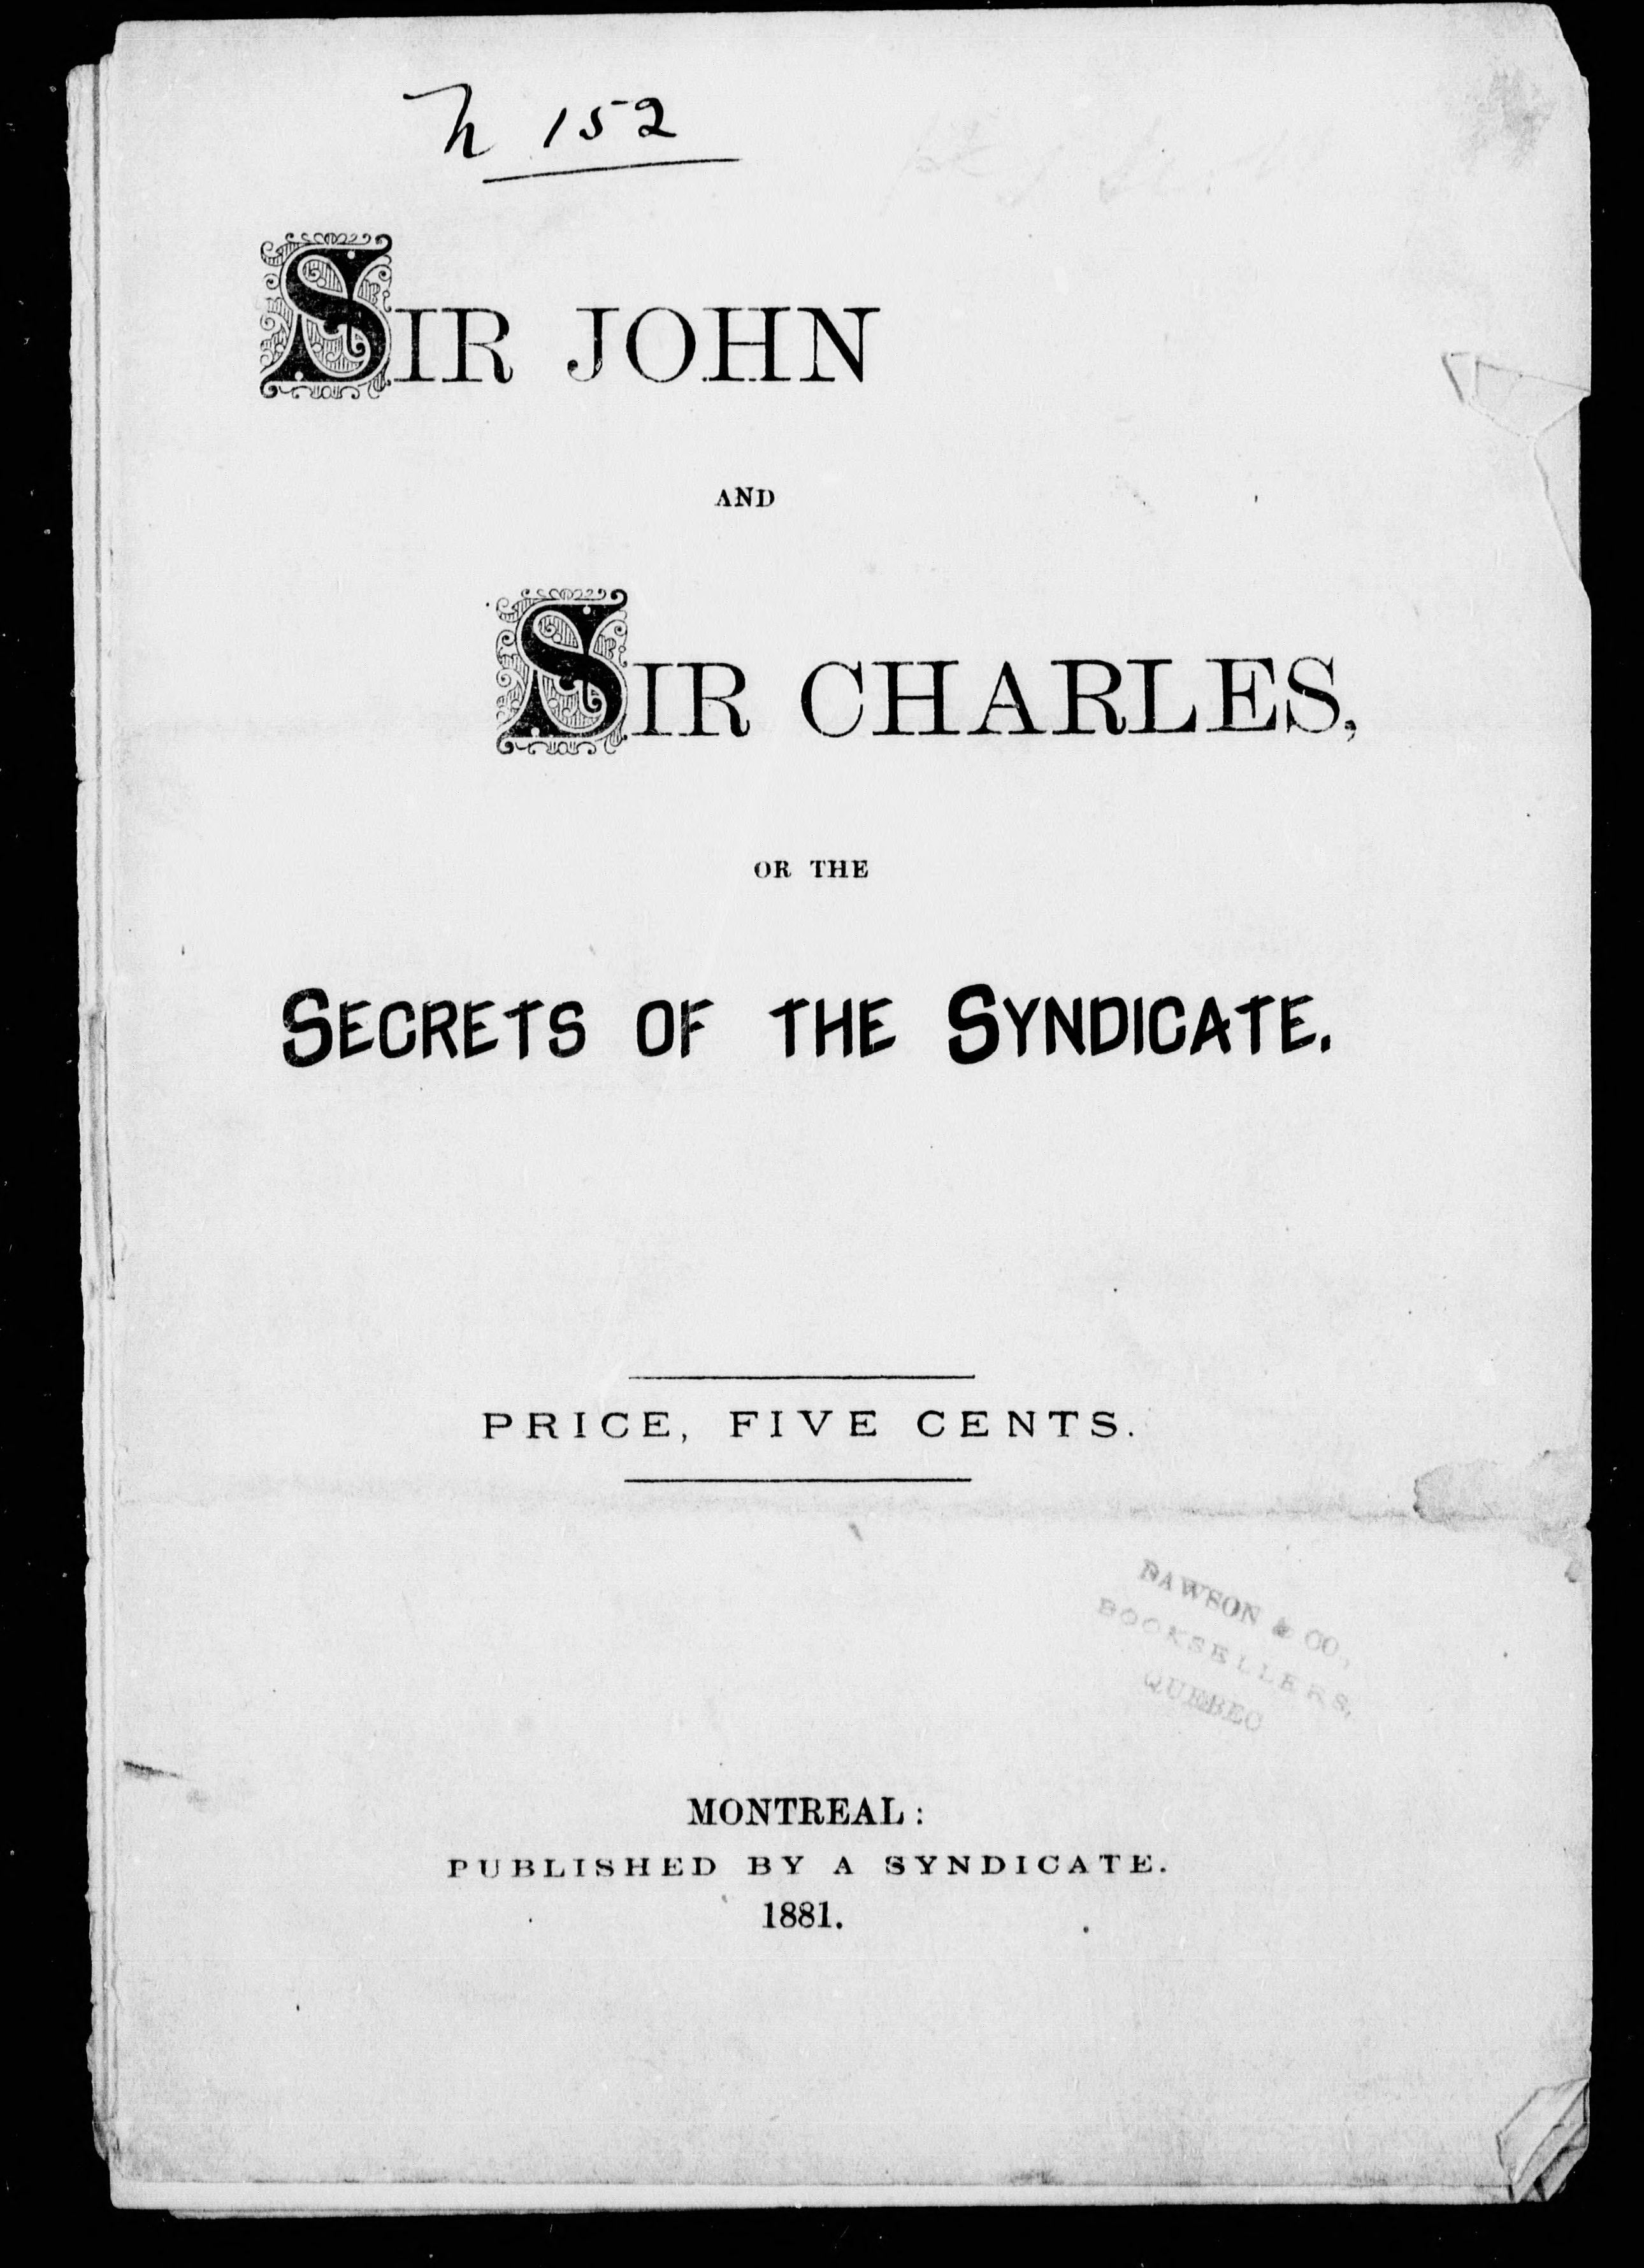 h 152
SIR JOHN
AND
SIR CHARLES,
OR THE
SECRETS OF THE SYNDICATE.
PRICE, FIVE CENTS.
DAWSON & CO.,
BOOKSELLERS,
QUEBEC
MONTREAL:
PUBLISHED BY A SYNDICATE.
1881.